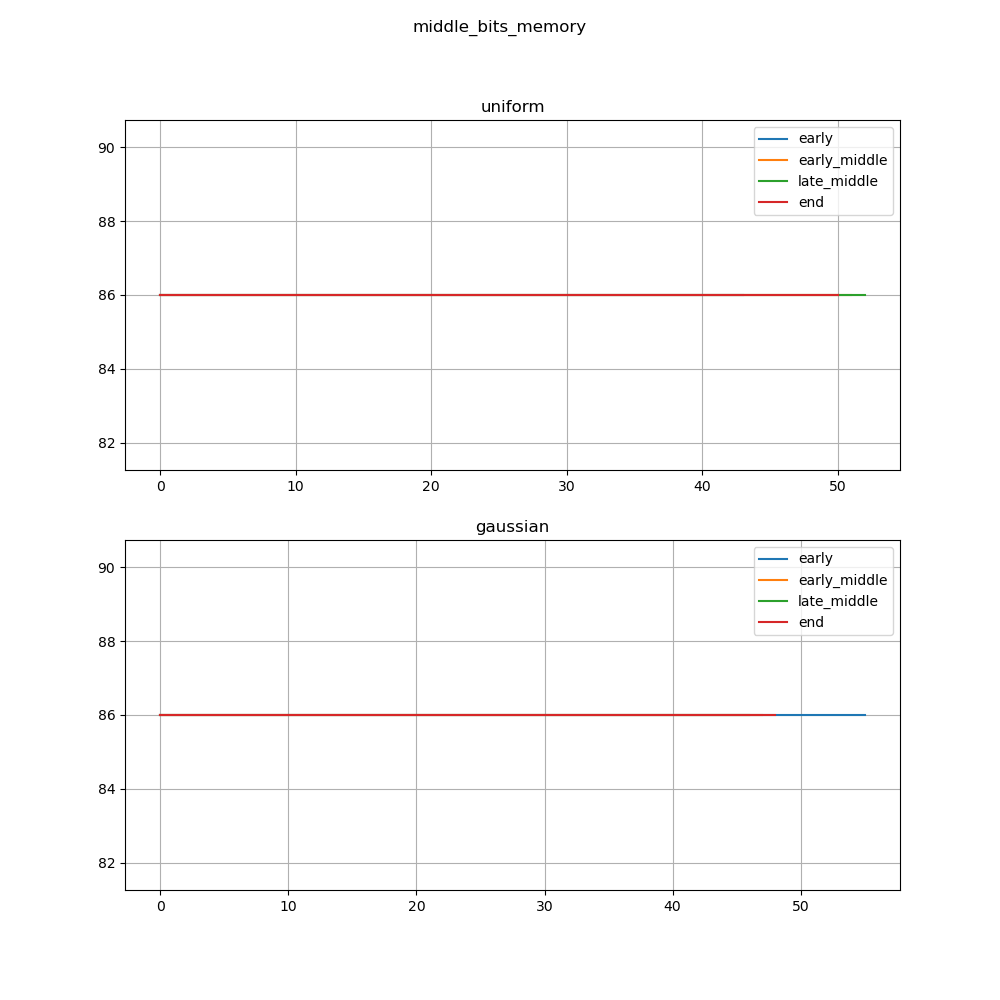 middle_bits_memory
uniform
90
88
86
84
82
0 10 20 30 40 50
early
early_middle
late_middle
end
gaussian
90
88
86
84
82
0 10 20 30 40 50
early
early_middle
late_middle
end